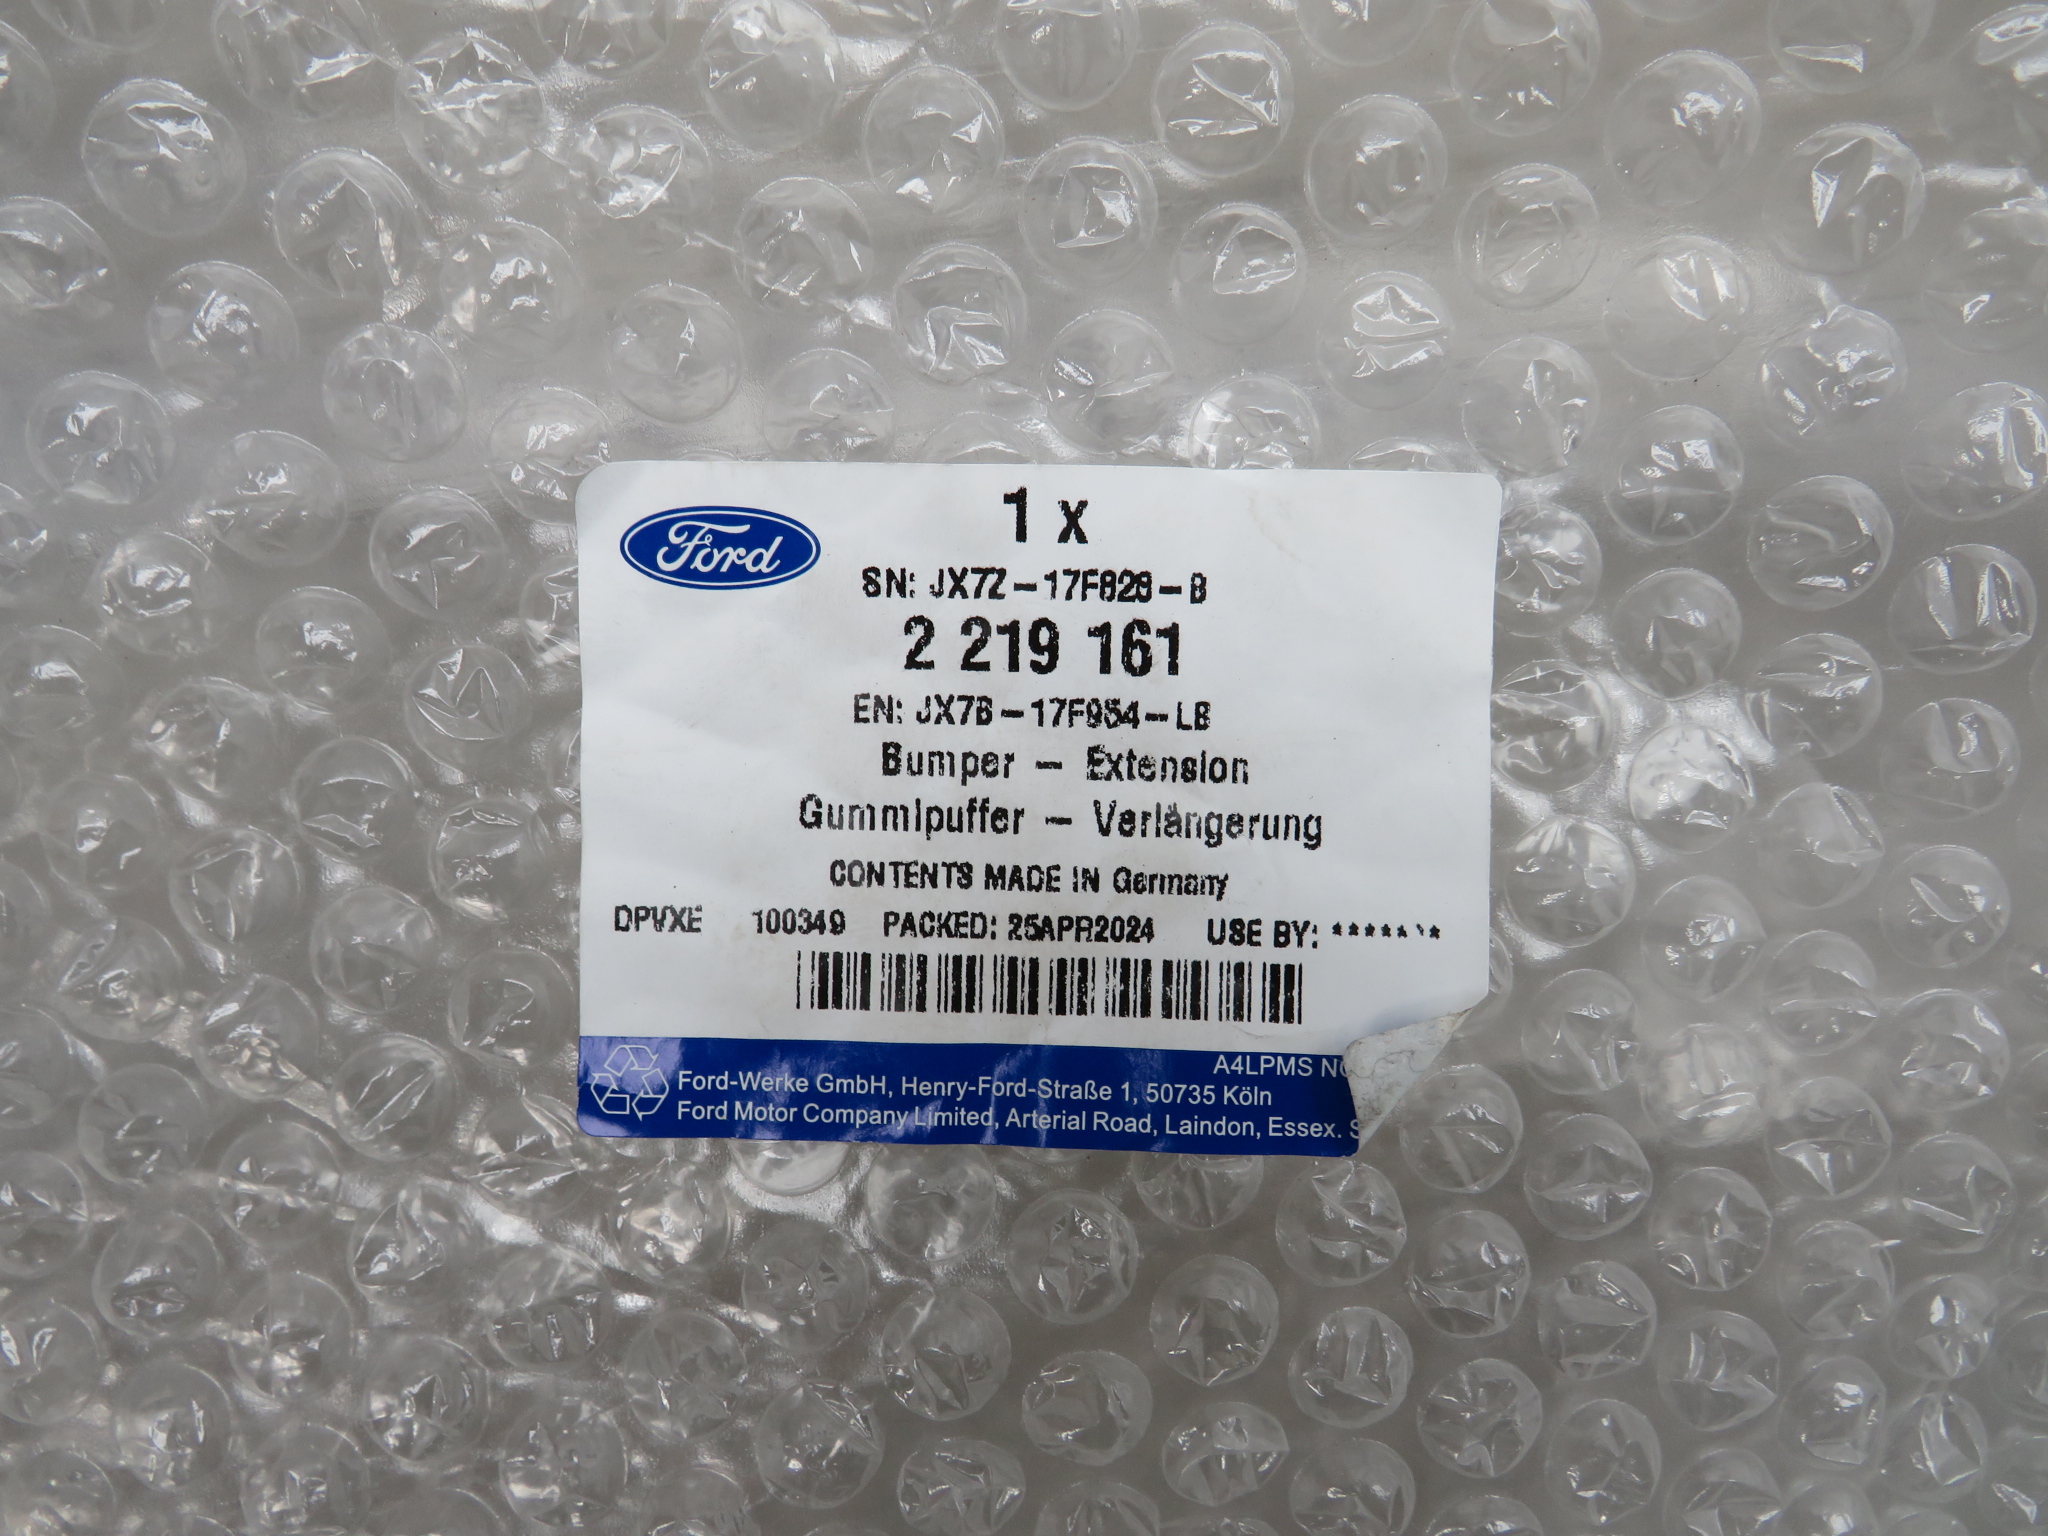 Ford
1 x
SN: JX7Z-17F828-B
2 219 161
EN: JX7B-17F954-LB
Bumper - Extension
Gummipuffer - Verlängerung
CONTENTS MADE IN Germany
DPVXE 100349 PACKED: 25APR2024 USE BY: *******
A4LPMS
Ford-Werke GmbH, Henry-Ford-Straße 1, 50735 Köln
Ford Motor Company Limited, Arterial Road, Laindon, Essex.